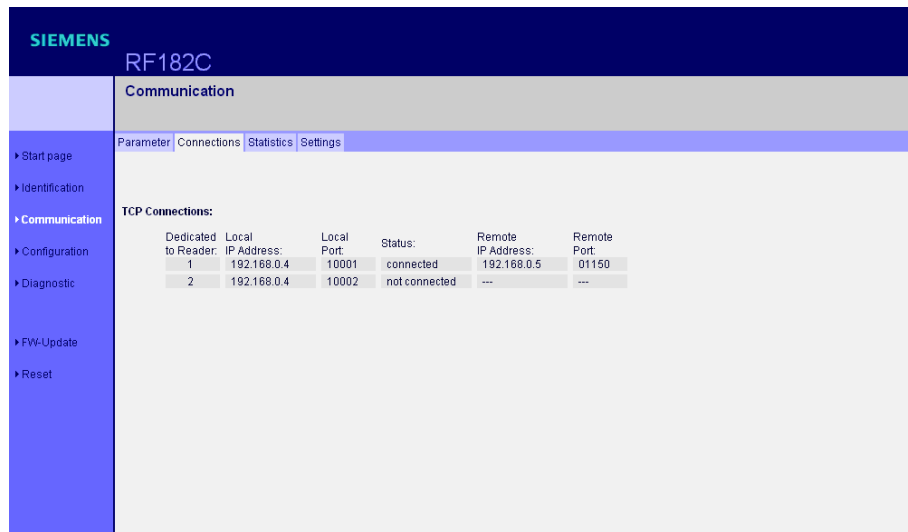 SIEMENS
RF182C
Communication
Parameter Connections Statistics Settings
Start page
Identification
Communication
Configuration
Diagnostic
FW-Update
Reset
TCP Connections:
Dedicated to Reader: Local IP Address: Local Port: Status: Remote IP Address: Remote Port:
1 192.168.0.4 10001 connected 192.168.0.5 01150
2 192.168.0.4 10002 not connected --- ---